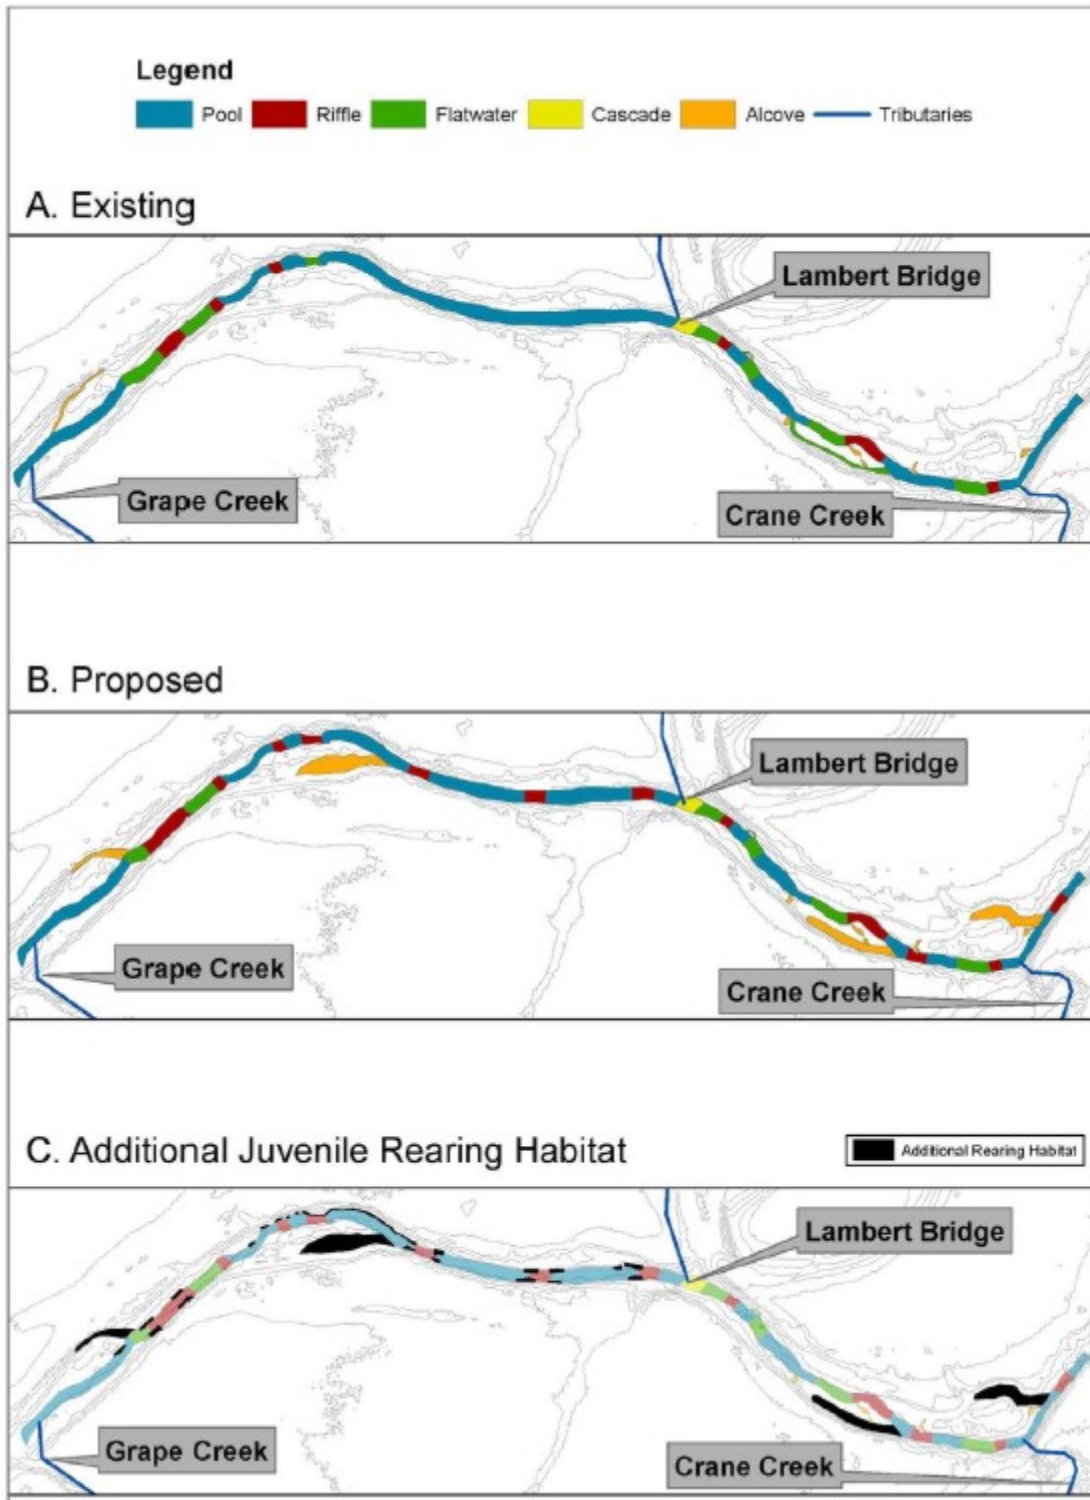 Legend
Pool Riffle Flatwater Cascade Alcove Tributaries
A. Existing
Lambert Bridge
Grape Creek
Crane Creek
B. Proposed
Lambert Bridge
Grape Creek
Crane Creek
C. Additional Juvenile Rearing Habitat
Additional Rearing Habitat
Lambert Bridge
Grape Creek
Crane Creek